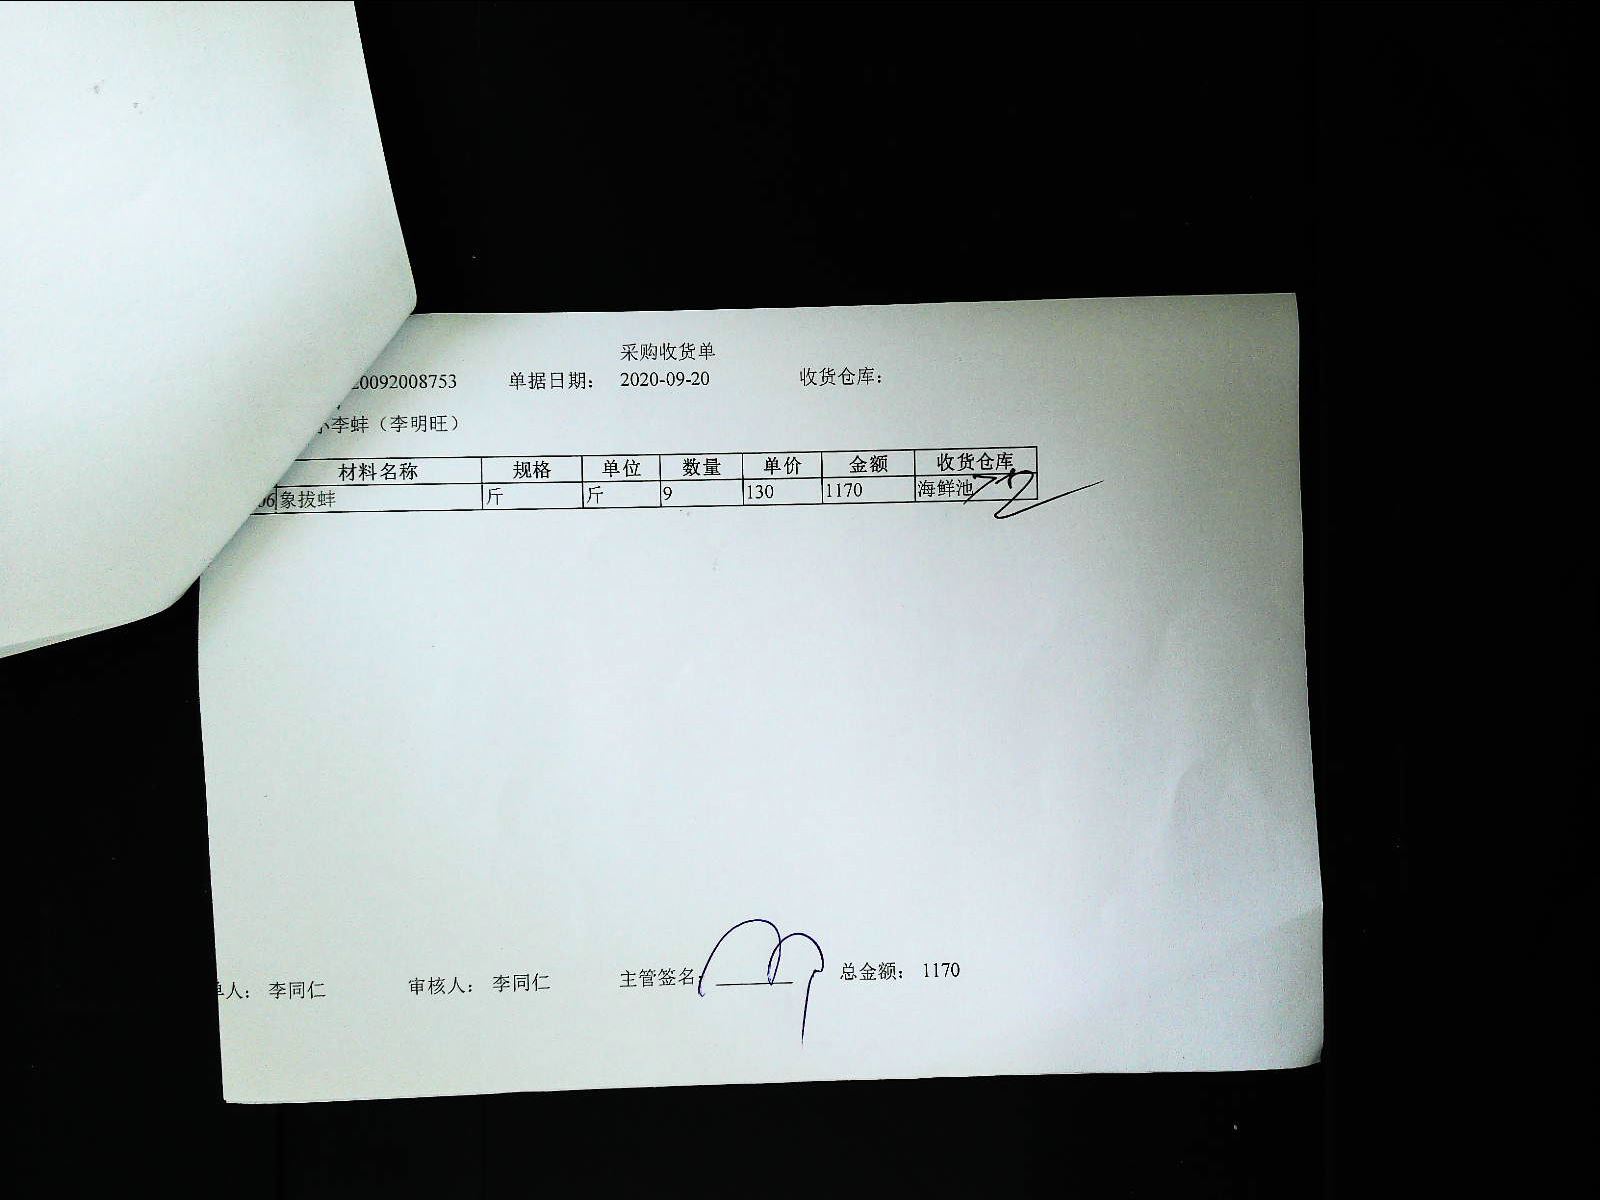 采购收货单
20092008753 单据日期： 2020-09-20 收货仓库：
小李蚌（李明旺）
材料名称 规格 单位 数量 单价 金额 收货仓库
06 象拔蚌 斤 斤 9 130 1170 海鲜池
单人： 李同仁 审核人： 李同仁 主管签名： 总金额： 1170